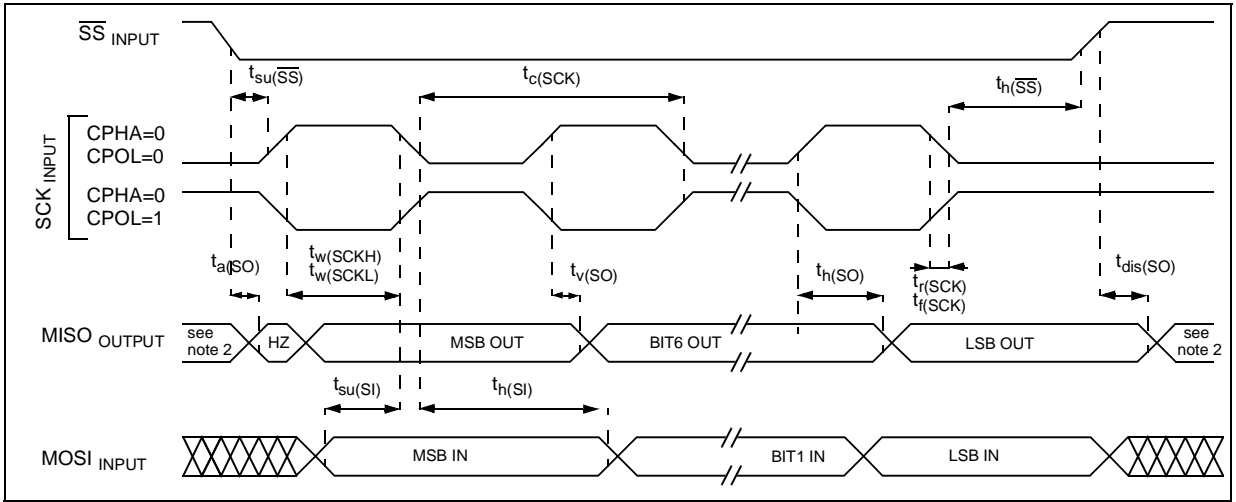 SS INPUT
tsu(SS)
tc(SCK)
th(SS)
SCK INPUT
CPHA=0
CPOL=0
CPHA=0
CPOL=1
ta(SO)
tw(SCKH)
tw(SCKL)
tv(SO)
th(SO)
tr(SCK)
tf(SCK)
tdis(SO)
MISO OUTPUT
see
note 2
HZ
MSB OUT
BIT6 OUT
LSB OUT
see
note 2
tsu(SI)
th(SI)
MOSI INPUT
MSB IN
BIT1 IN
LSB IN